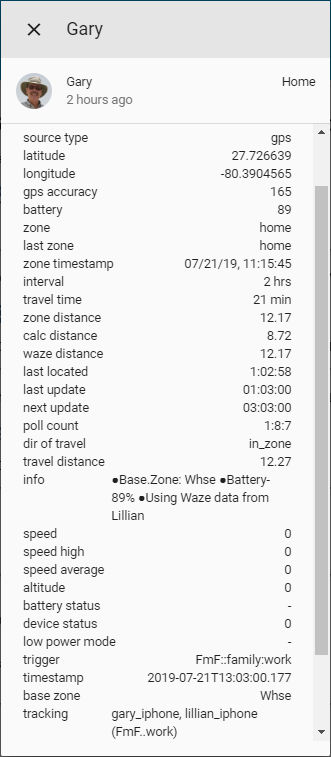 ✕ Gary
Gary Home
2 hours ago
source type gps
latitude 27.726639
longitude -80.3904565
gps accuracy 165
battery 89
zone home
last zone home
zone timestamp 07/21/19, 11:15:45
interval 2 hrs
travel time 21 min
zone distance 12.17
calc distance 8.72
waze distance 12.17
last located 1:02:58
last update 01:03:00
next update 03:03:00
poll count 1:8:7
dir of travel in_zone
travel distance 12.27
info ●Base.Zone: Whse ●Battery-
89% ●Using Waze data from
Lillian
speed 0
speed high 0
speed average 0
altitude 0
battery status -
device status 0
low power mode -
trigger FmF::family:work
timestamp 2019-07-21T13:03:00.177
base zone Whse
tracking gary_iphone, lillian_iphone
(FmF..work)